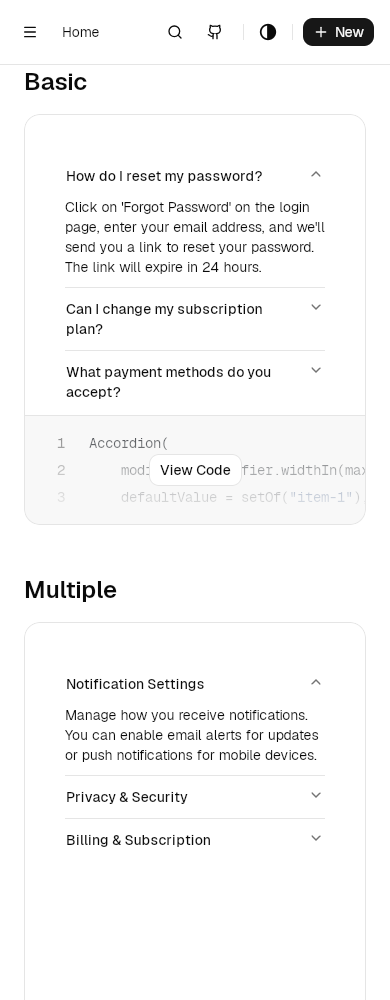 Home
New
Basic
How do I reset my password?
Click on 'Forgot Password' on the login
page, enter your email address, and we'll
send you a link to reset your password.
The link will expire in 24 hours.
Can I change my subscription
plan?
What payment methods do you
accept?
1 Accordion(
2 modi View Code fier.widthIn(max
3 defaultValue = setOf("item-1"),
Multiple
Notification Settings
Manage how you receive notifications.
You can enable email alerts for updates
or push notifications for mobile devices.
Privacy & Security
Billing & Subscription